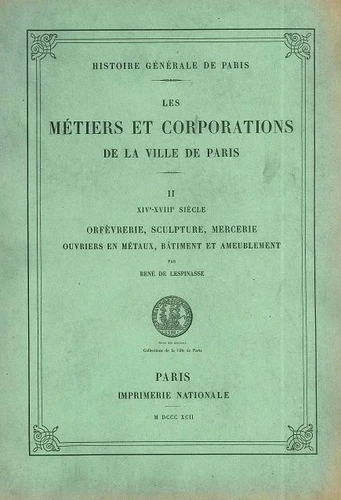 HISTOIRE GÉNÉRALE DE PARIS
LES
MÉTIERS ET CORPORATIONS
DE LA VILLE DE PARIS
II
XIVᵉ-XVIIIᵉ SIÈCLE
ORFÈVRERIE, SCULPTURE, MERCERIE
OUVRIERS EN MÉTAUX, BÂTIMENT ET AMEUBLEMENT
PAR
RENÉ DE LESPINASSE
Collections de la Ville de Paris
PARIS
IMPRIMERIE NATIONALE
M DCCC XCII